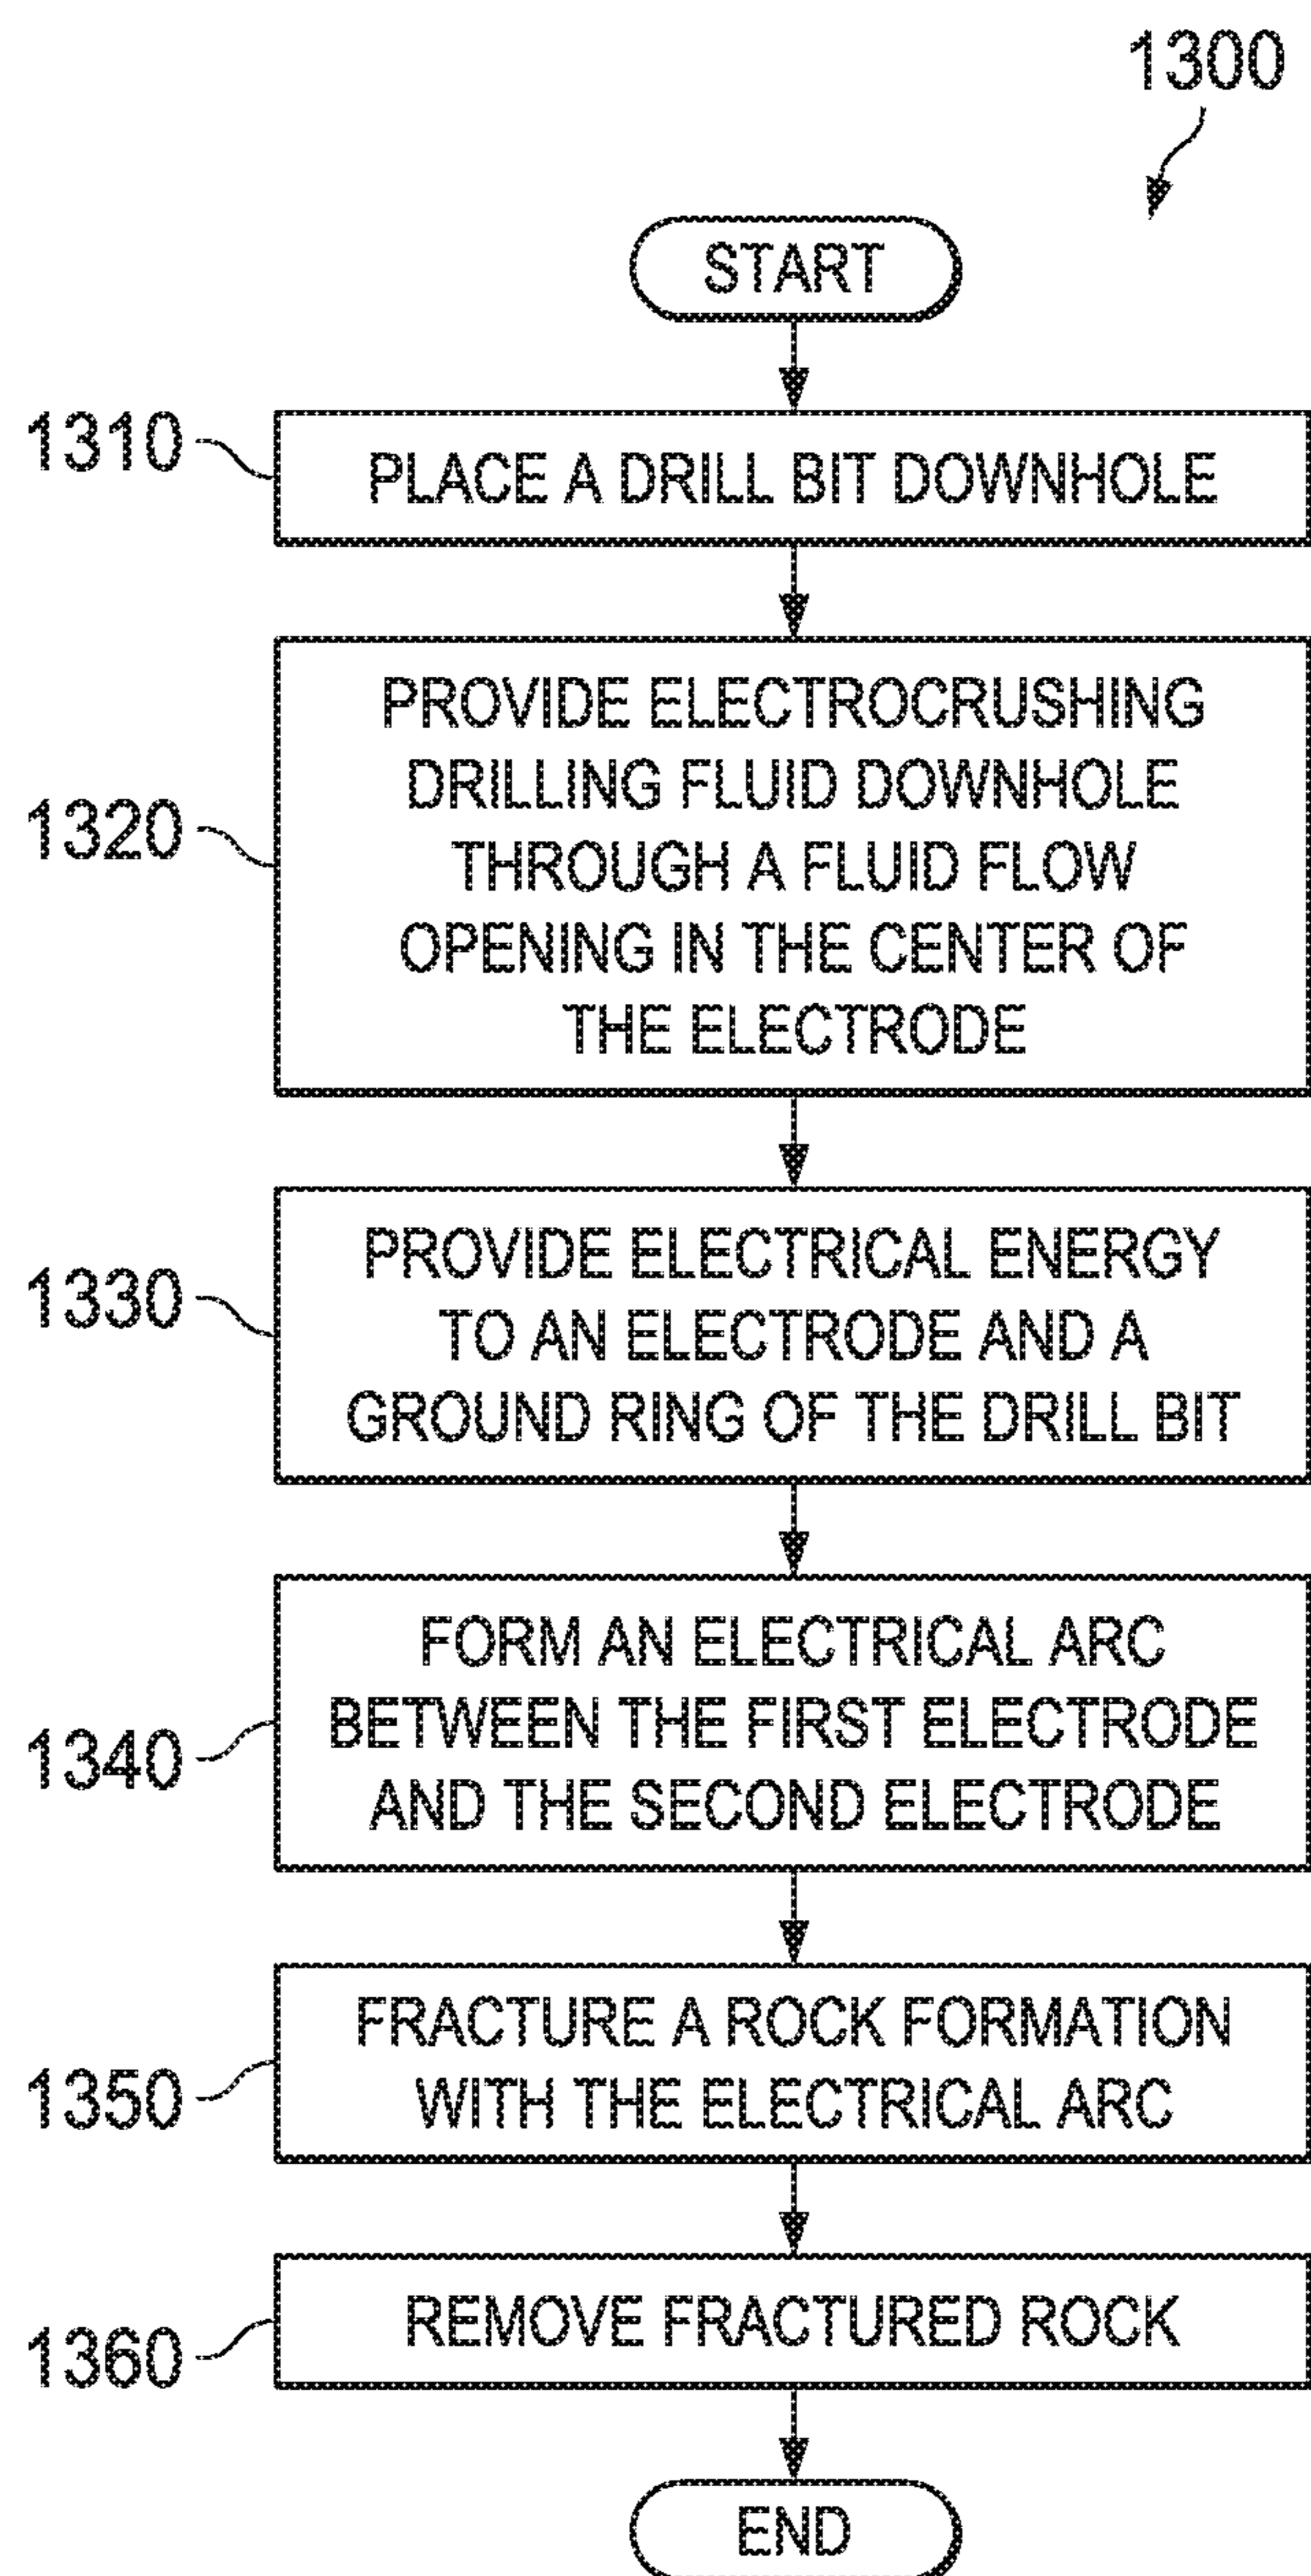 1300
START
1310
PLACE A DRILL BIT DOWNHOLE
1320
PROVIDE ELECTROCRUSHING
DRILLING FLUID DOWNHOLE
THROUGH A FLUID FLOW
OPENING IN THE CENTER OF
THE ELECTRODE
1330
PROVIDE ELECTRICAL ENERGY
TO AN ELECTRODE AND A
GROUND RING OF THE DRILL BIT
1340
FORM AN ELECTRICAL ARC
BETWEEN THE FIRST ELECTRODE
AND THE SECOND ELECTRODE
1350
FRACTURE A ROCK FORMATION
WITH THE ELECTRICAL ARC
1360
REMOVE FRACTURED ROCK
END